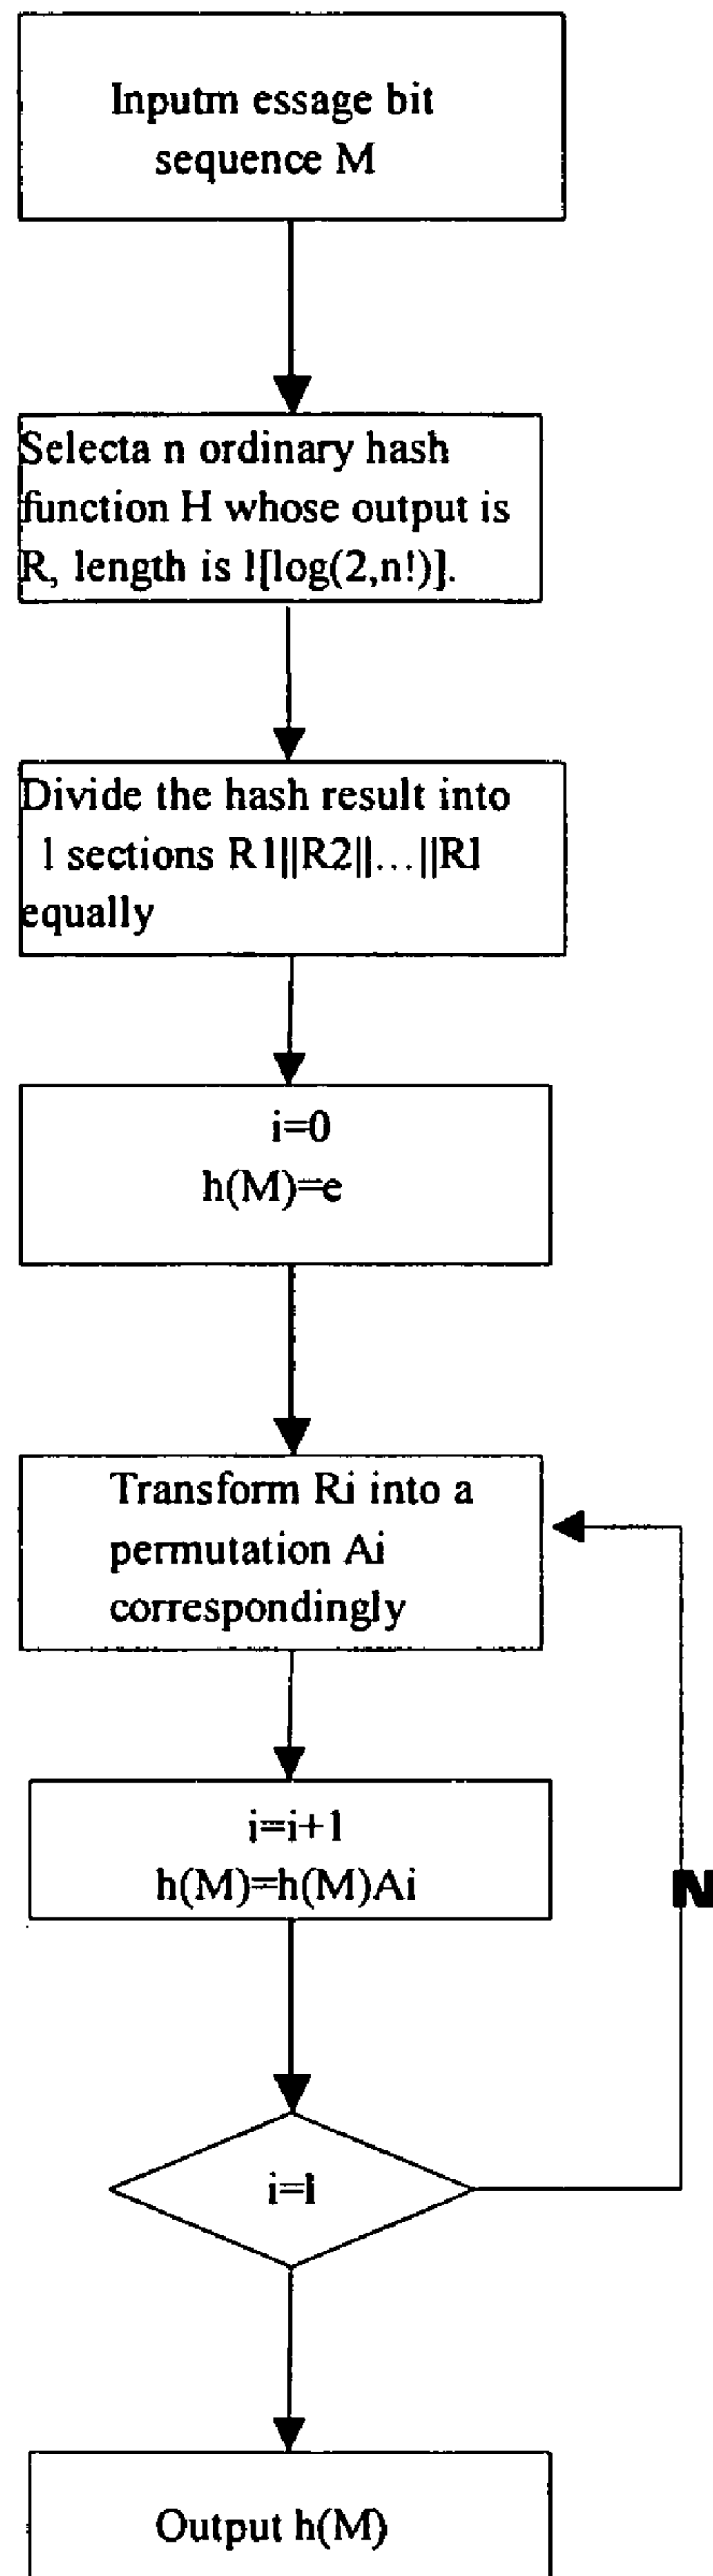 Inputm essage bit
sequence M
Selecta n ordinary hash
function H whose output is
R, length is l[log(2,n!)].
Divide the hash result into
l sections R1||R2||...||Rl
equally
i=0
h(M)=e
Transform Ri into a
permutation Ai
correspondingly
i=i+1
h(M)=h(M)Ai
N
i=l
Output h(M)